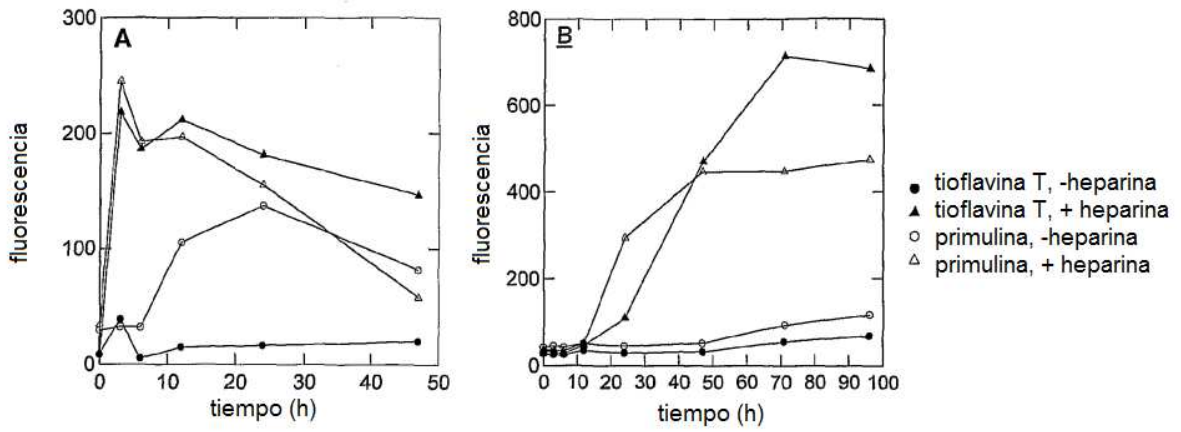 A
300
200
100
0
0 10 20 30 40 50
fluorescencia
tiempo (h)
B
800
600
400
200
0
0 10 20 30 40 50 60 70 80 90 100
fluorescencia
tiempo (h)
tioflavina T, -heparina
tioflavina T, + heparina
primulina, -heparina
primulina, + heparina